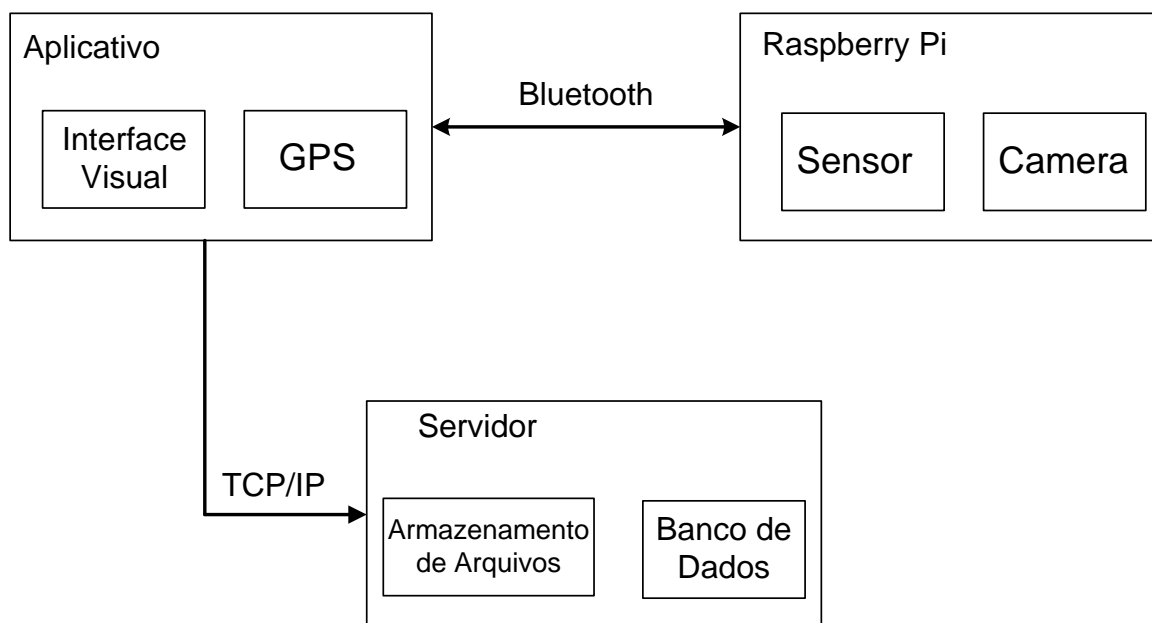 Aplicativo
Interface
Visual
GPS
Bluetooth
Raspberry Pi
Sensor
Camera
TCP/IP
Servidor
Armazenamento
de Arquivos
Banco de
Dados